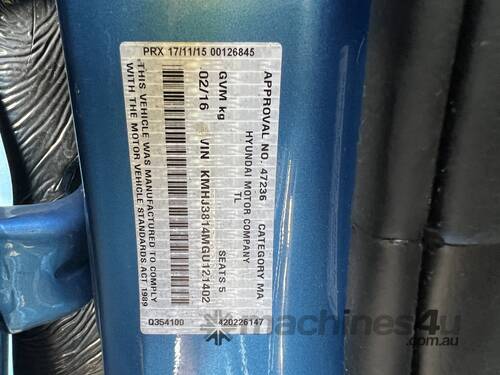 PRX 17/11/15 00126845
APPROVAL NO. 47236 CATEGORY MA
HYUNDAI MOTOR COMPANY
TL
GVM kg SEATS 5
02/16 VIN KMHJ3814MGU121402
THIS VEHICLE WAS MANUFACTURED TO COMPLY
WITH THE MOTOR VEHICLE STANDARDS ACT 1989
Q354100 420226147
machines4u
.com.au